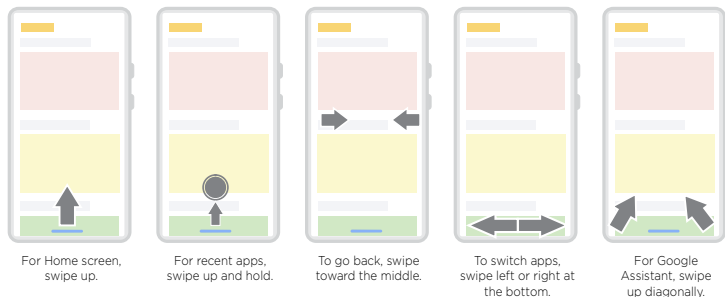 For Home screen,
swipe up.
For recent apps,
swipe up and hold.
To go back, swipe
toward the middle.
To switch apps,
swipe left or right at
the bottom.
For Google
Assistant, swipe
up diagonally.